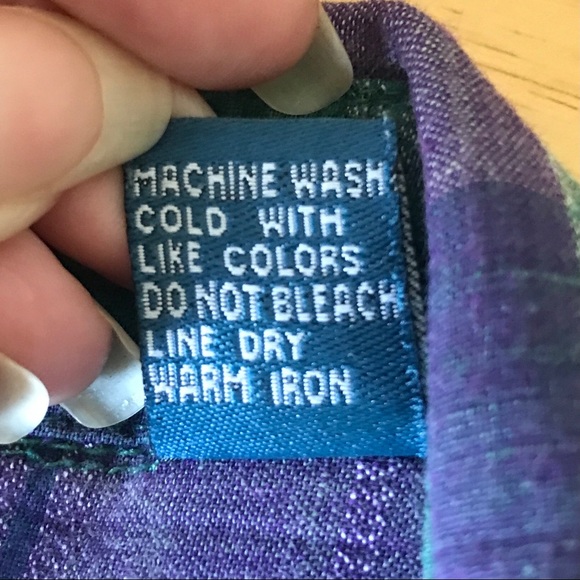 MACHINE WASH
COLD WITH
LIKE COLORS
DO NOT BLEACH
LINE DRY
WARM IRON